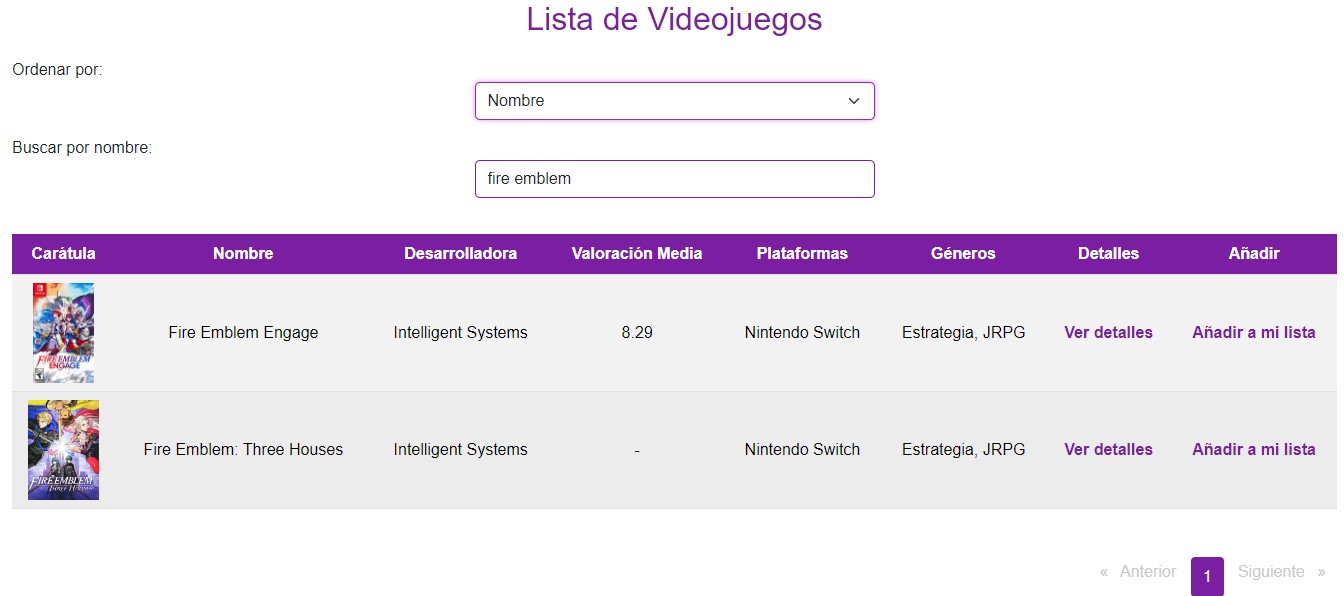 Lista de Videojuegos
Ordenar por:
Nombre
Buscar por nombre:
fire emblem
Carátula Nombre Desarrolladora Valoración Media Plataformas Géneros Detalles Añadir
FIRE EMBLEM
ENGAGE
Fire Emblem Engage Intelligent Systems 8.29 Nintendo Switch Estrategia, JRPG Ver detalles Añadir a mi lista
FIRE EMBLEM
THREE HOUSES
Fire Emblem: Three Houses Intelligent Systems - Nintendo Switch Estrategia, JRPG Ver detalles Añadir a mi lista
« Anterior 1 Siguiente »